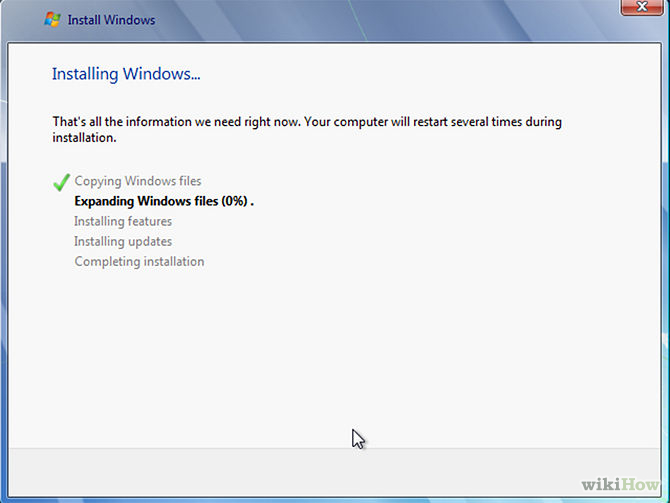 Install Windows
Installing Windows...
That's all the information we need right now. Your computer will restart several times during
installation.
Copying Windows files
Expanding Windows files (0%) .
Installing features
Installing updates
Completing installation
wikiHow